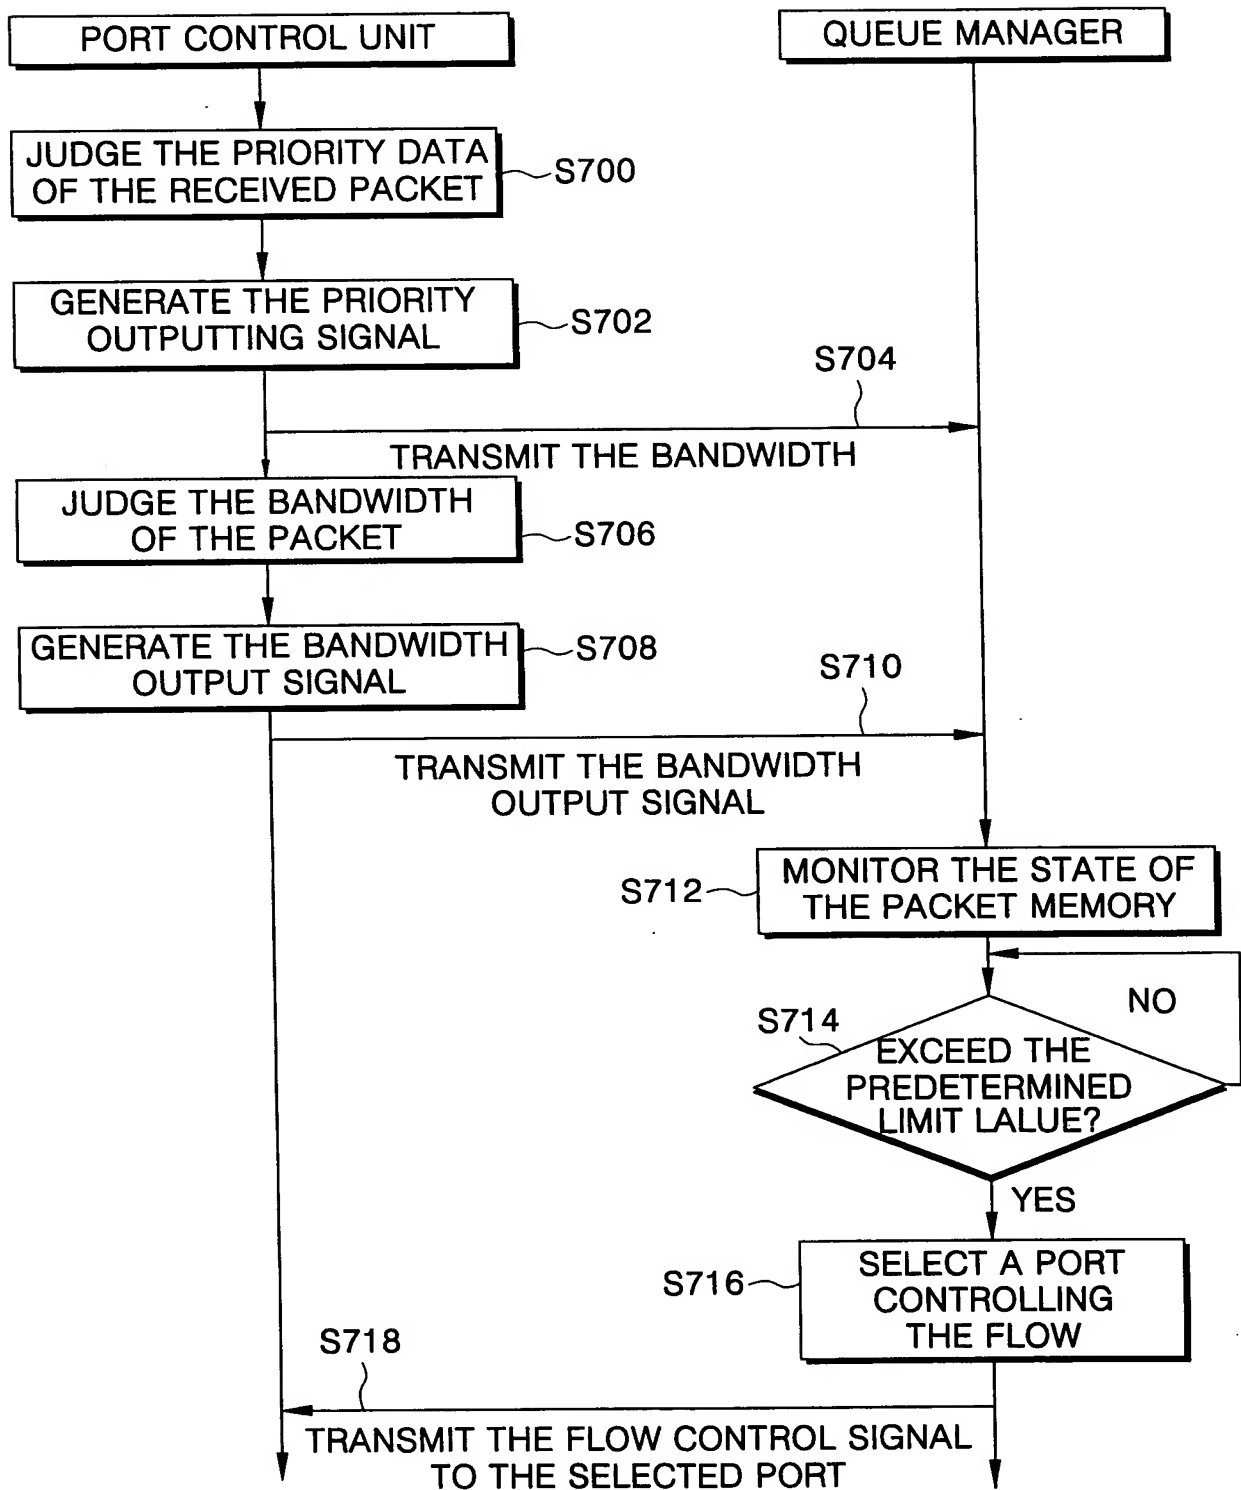 PORT CONTROL UNIT
QUEUE MANAGER
JUDGE THE PRIORITY DATA
OF THE RECEIVED PACKET
S700
GENERATE THE PRIORITY
OUTPUTTING SIGNAL
S702
S704
TRANSMIT THE BANDWIDTH
JUDGE THE BANDWIDTH
OF THE PACKET
S706
GENERATE THE BANDWIDTH
OUTPUT SIGNAL
S708
S710
TRANSMIT THE BANDWIDTH
OUTPUT SIGNAL
S712
MONITOR THE STATE OF
THE PACKET MEMORY
NO
S714
EXCEED THE
PREDETERMINED
LIMIT LALUE?
YES
S716
SELECT A PORT
CONTROLLING
THE FLOW
S718
TRANSMIT THE FLOW CONTROL SIGNAL
TO THE SELECTED PORT